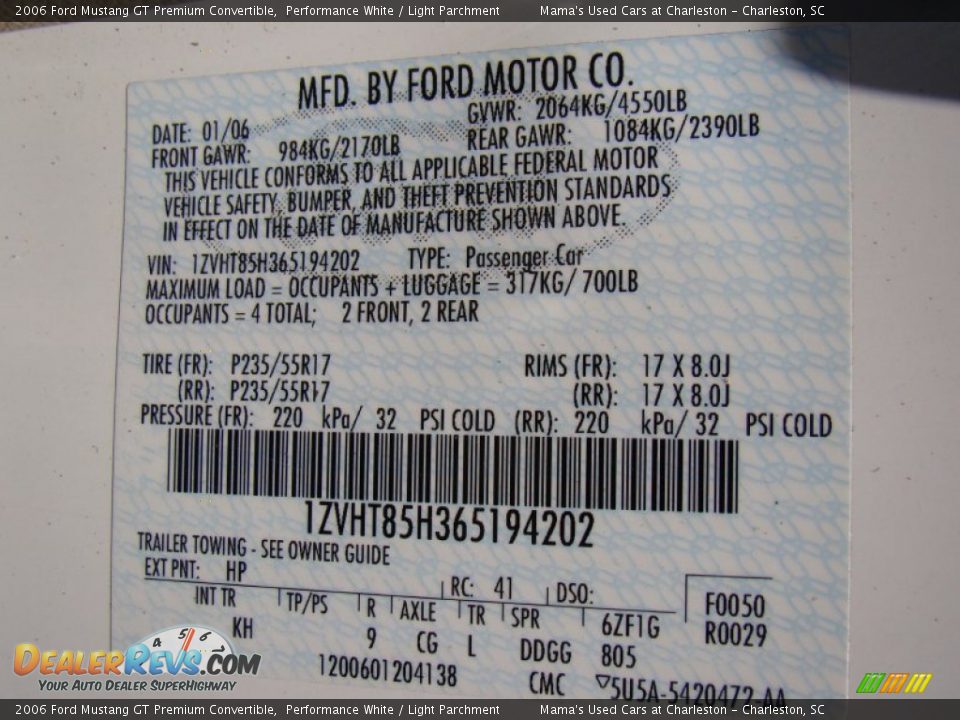 2006 Ford Mustang GT Premium Convertible, Performance White / Light Parchment Mama's Used Cars at Charleston - Charleston, SC
MFD. BY FORD MOTOR CO.
DATE: 01/06 GVWR: 2064KG/4550LB
FRONT GAWR: 984KG/2170LB REAR GAWR: 1084KG/2390LB
THIS VEHICLE CONFORMS TO ALL APPLICABLE FEDERAL MOTOR
VEHICLE SAFETY, BUMPER, AND THEFT PREVENTION STANDARDS
IN EFFECT ON THE DATE OF MANUFACTURE SHOWN ABOVE.
VIN: 1ZVHT85H365194202 TYPE: Passenger Car
MAXIMUM LOAD = OCCUPANTS + LUGGAGE = 317KG/ 700LB
OCCUPANTS = 4 TOTAL; 2 FRONT, 2 REAR
TIRE (FR): P235/55R17 RIMS (FR): 17 X 8.0J
(RR): P235/55R17 (RR): 17 X 8.0J
PRESSURE (FR): 220 kPa/ 32 PSI COLD (RR): 220 kPa/ 32 PSI COLD
1ZVHT85H365194202
TRAILER TOWING - SEE OWNER GUIDE
EXT PNT: HP RC: 41 DSO: F0050
INT TR TP/PS R AXLE TR SPR 6ZF1G R0029
KH 9 CG L DDGG 805
1200601204138 CMC ▽5U5A-5420472-AA
4 5 6
DEALERREVS.COM
YOUR AUTO DEALER SUPERHIGHWAY
2006 Ford Mustang GT Premium Convertible, Performance White / Light Parchment Mama's Used Cars at Charleston - Charleston, SC